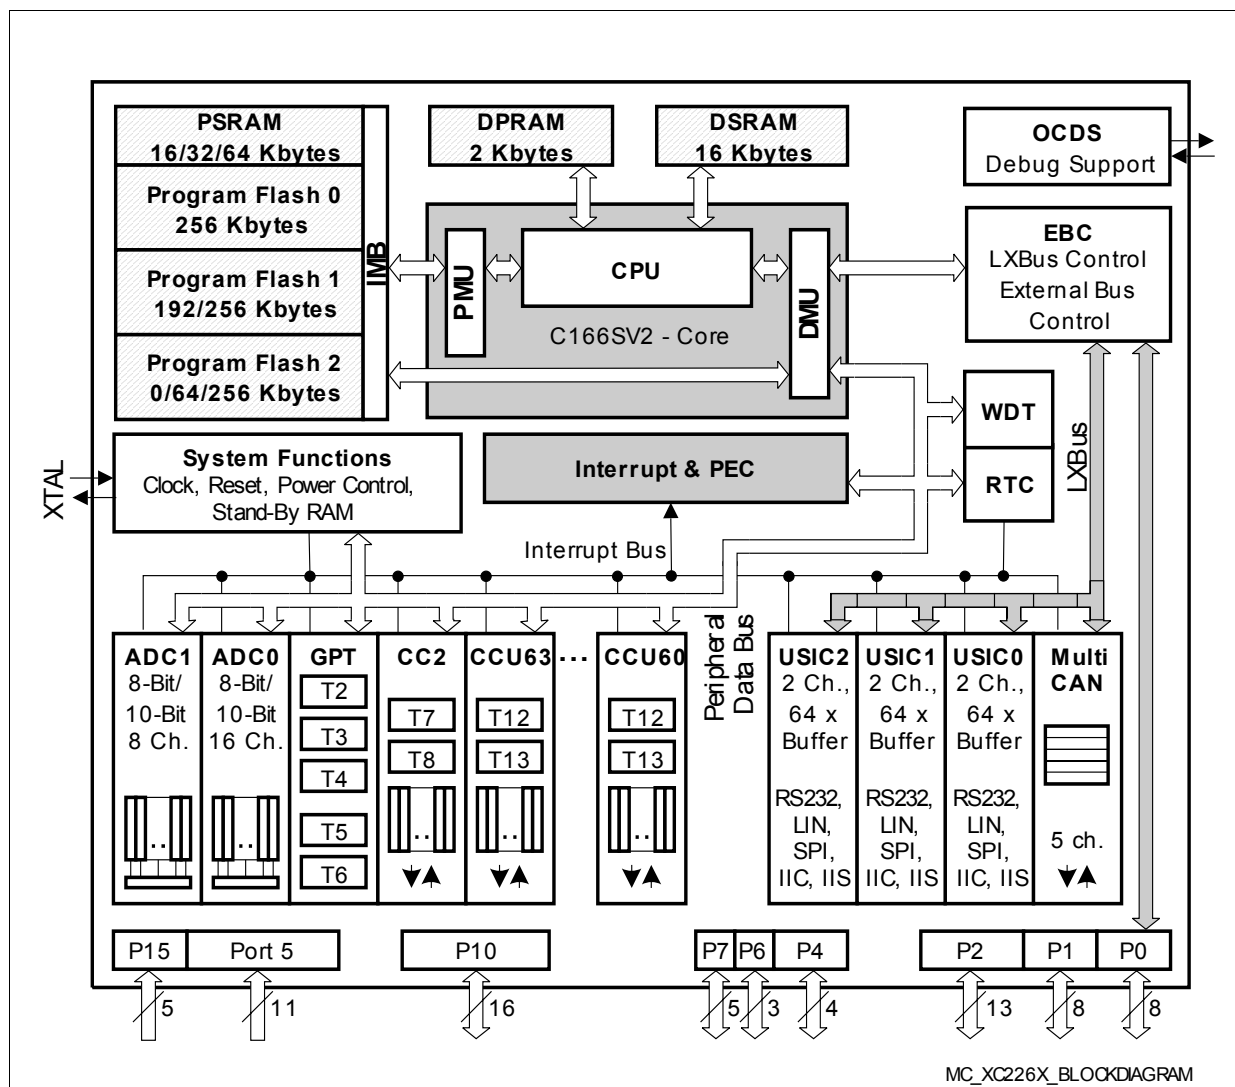 PSRAM
16/32/64 Kbytes
Program Flash 0
256 Kbytes
Program Flash 1
192/256 Kbytes
Program Flash 2
0/64/256 Kbytes
IMB
DPRAM
2 Kbytes
DSRAM
16 Kbytes
OCDS
Debug Support
PMU
CPU
DMU
C166SV2 - Core
EBC
LXBus Control
External Bus
Control
WDT
RTC
LXBus
XTAL
System Functions
Clock, Reset, Power Control,
Stand-By RAM
Interrupt & PEC
Interrupt Bus
Peripheral
Data Bus
ADC1
8-Bit/
10-Bit
8 Ch.
ADC0
8-Bit/
10-Bit
16 Ch.
GPT
T2
T3
T4
T5
T6
CC2
T7
T8
CCU63
T12
T13
...
CCU60
T12
T13
USIC2
2 Ch.,
64 x
Buffer
RS232,
LIN,
SPI,
IIC, IIS
USIC1
2 Ch.,
64 x
Buffer
RS232,
LIN,
SPI,
IIC, IIS
USIC0
2 Ch.,
64 x
Buffer
RS232,
LIN,
SPI,
IIC, IIS
Multi
CAN
5 ch.
P15
Port 5
P10
P7
P6
P4
P2
P1
P0
5
11
16
5
3
4
13
8
8
MC_XC226X_BLOCKDIAGRAM